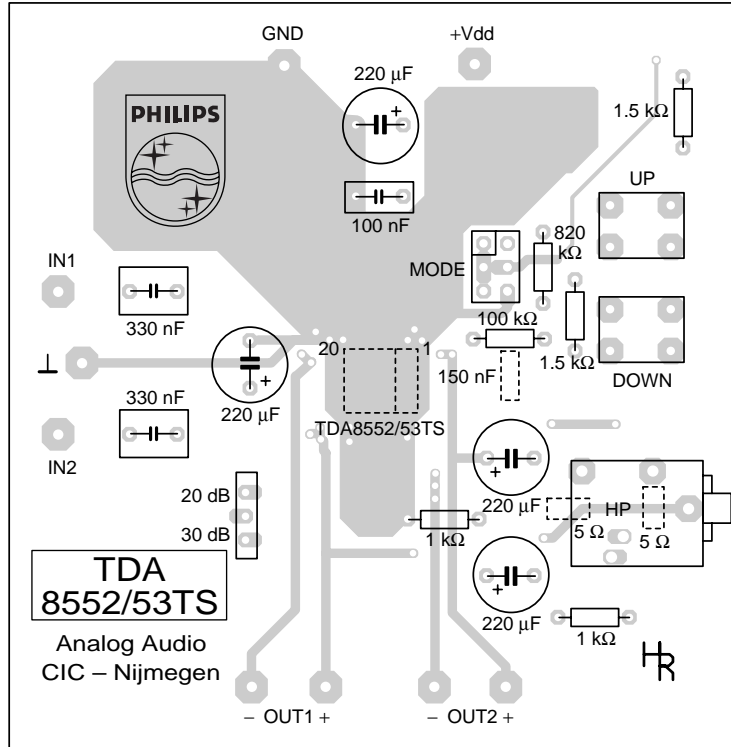 GND
+Vdd
220 µF
+
PHILIPS
1.5 kΩ
100 nF
UP
MODE
820
kΩ
IN1
330 nF
100 kΩ
20
1
1.5 kΩ
150 nF
⊥
+
DOWN
330 nF
220 µF
TDA8552/53TS
IN2
+
220 µF
20 dB
HP
30 dB
1 kΩ
5 Ω
5 Ω
TDA
8552/53TS
+
220 µF
Analog Audio
CIC – Nijmegen
1 kΩ
HR
– OUT1 +
– OUT2 +